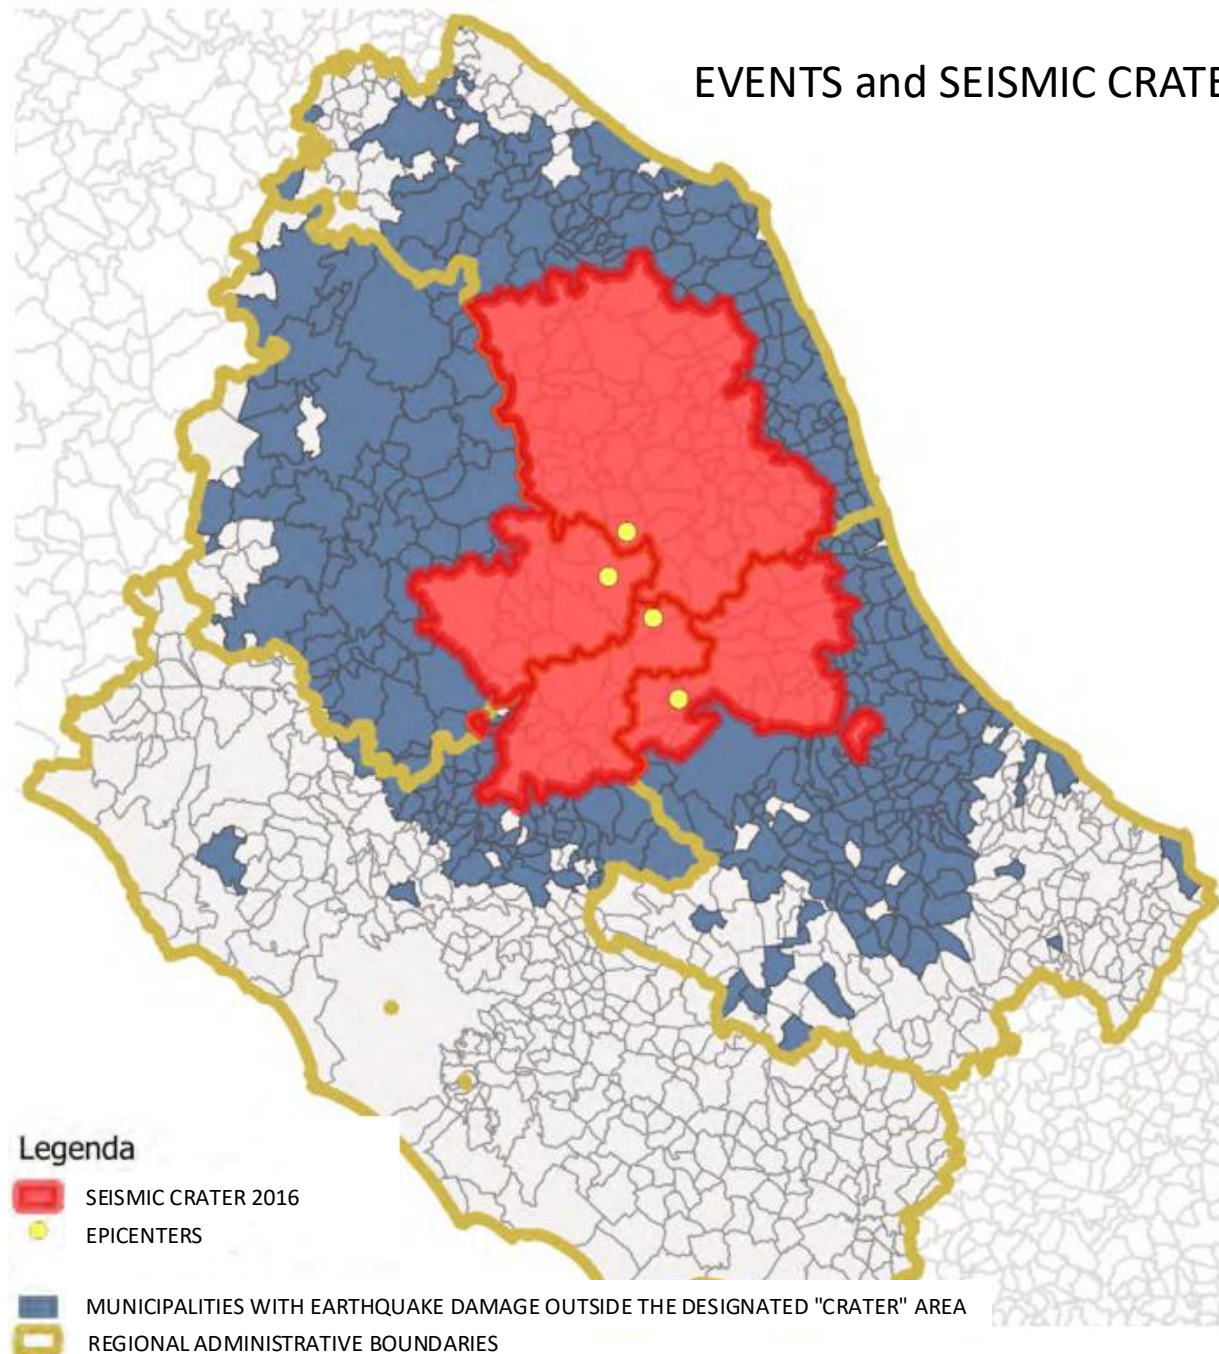 EVENTS and SEISMIC CRATE
Legenda
SEISMIC CRATER 2016
EPICENTERS
MUNICIPALITIES WITH EARTHQUAKE DAMAGE OUTSIDE THE DESIGNATED "CRATER" AREA
REGIONAL ADMINISTRATIVE BOUNDARIES